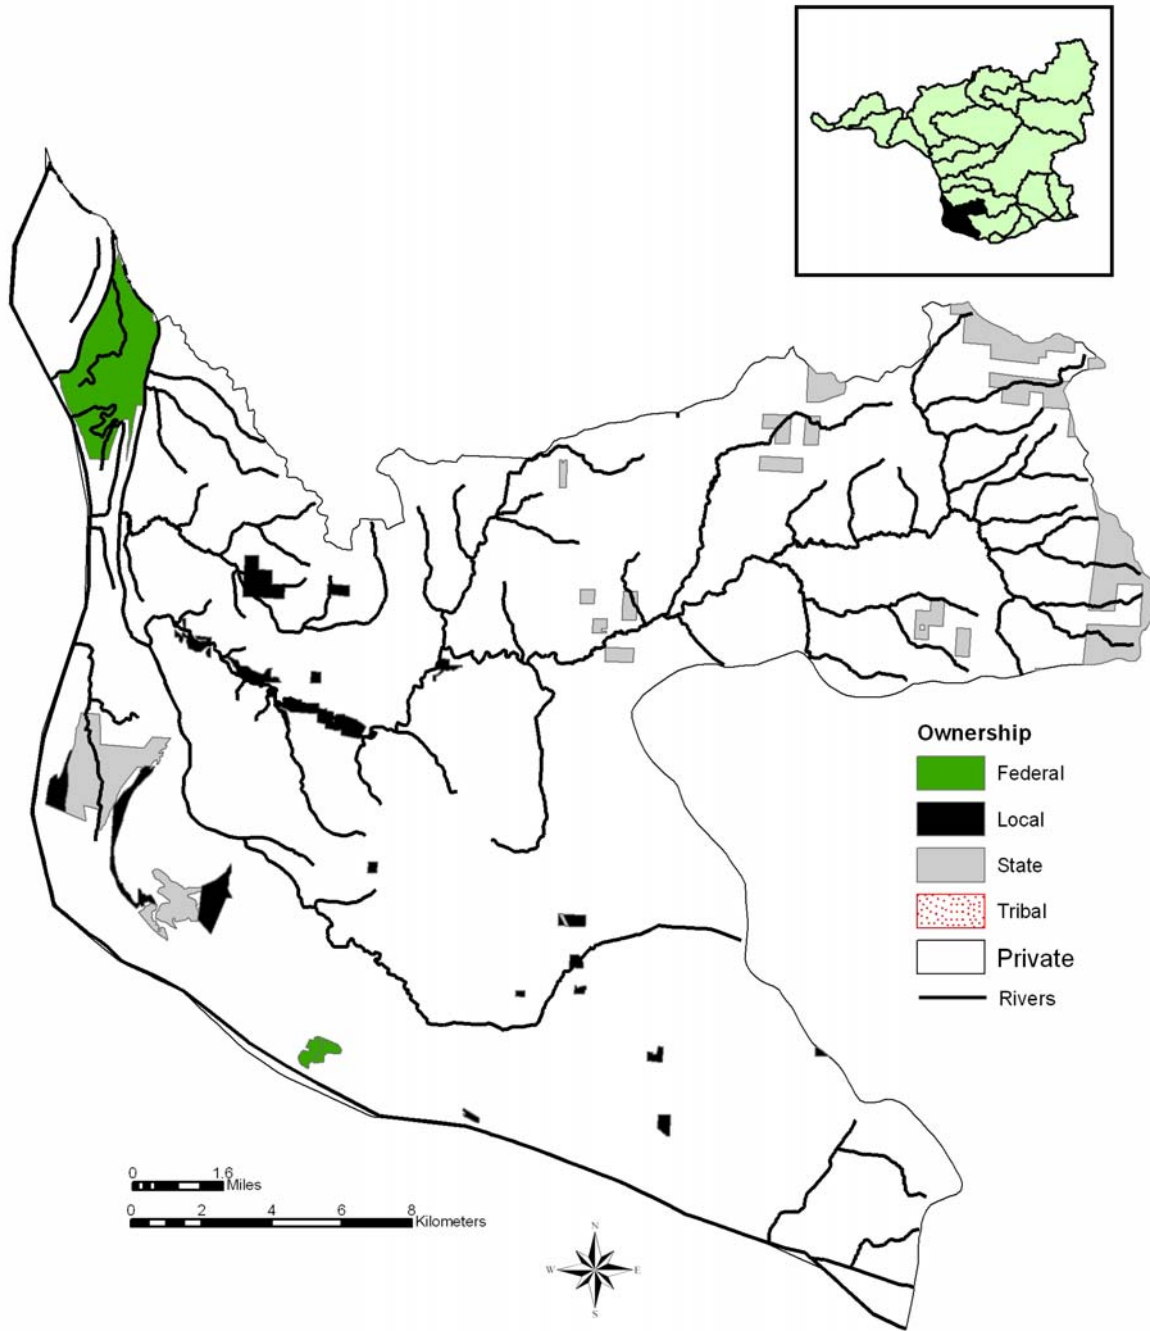 Ownership
Federal
Local
State
Tribal
Private
Rivers
0 1.6
Miles
0 2 4 6 8
Kilometers
N
W E
S